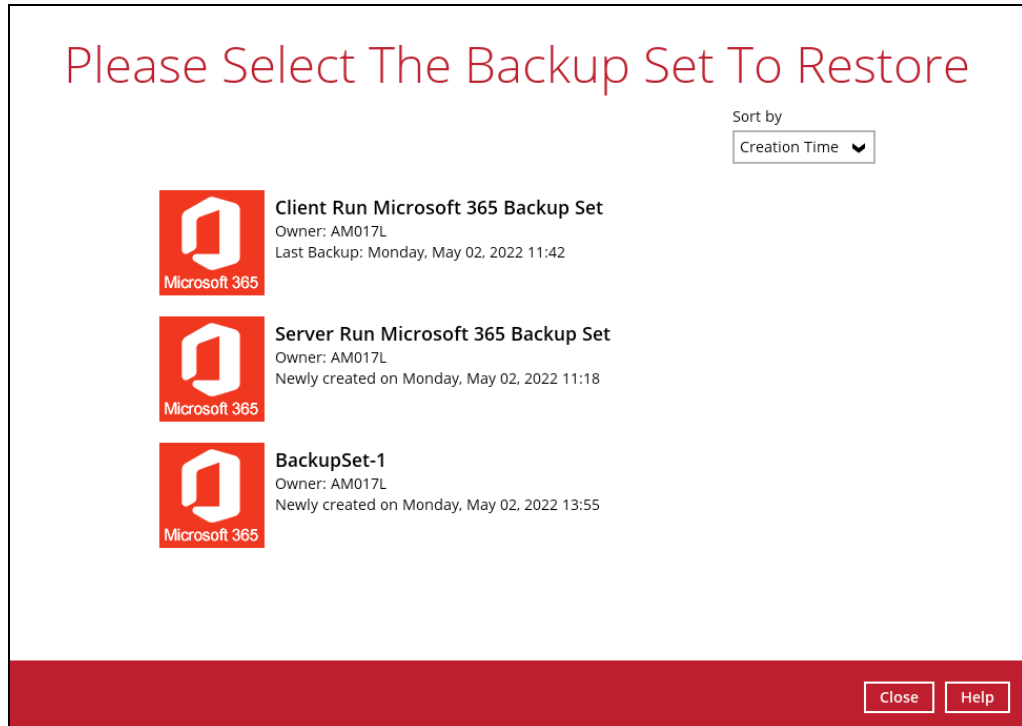 Please Select The Backup Set To Restore
Sort by
Creation Time
Microsoft 365
Client Run Microsoft 365 Backup Set
Owner: AM017L
Last Backup: Monday, May 02, 2022 11:42
Microsoft 365
Server Run Microsoft 365 Backup Set
Owner: AM017L
Newly created on Monday, May 02, 2022 11:18
Microsoft 365
BackupSet-1
Owner: AM017L
Newly created on Monday, May 02, 2022 13:55
Close
Help